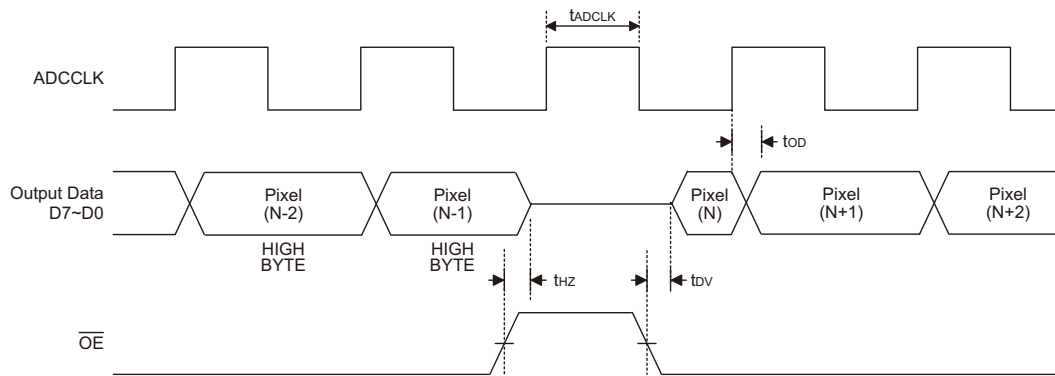 tADCLK
ADCCLK
tOD
Output Data
D7~D0
Pixel
(N-2)
Pixel
(N-1)
Pixel
(N)
Pixel
(N+1)
Pixel
(N+2)
HIGH
BYTE
HIGH
BYTE
tHZ
tDV
OE